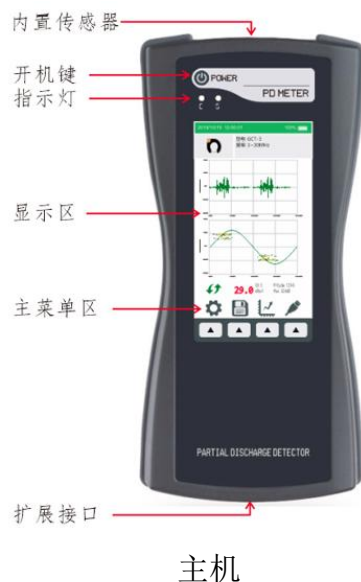 内置传感器
开机键
POWER
指示灯
PD METER
C S
显示区
29.0
主菜单区
PARTIAL DISCHARGE DETECTOR
扩展接口
主机